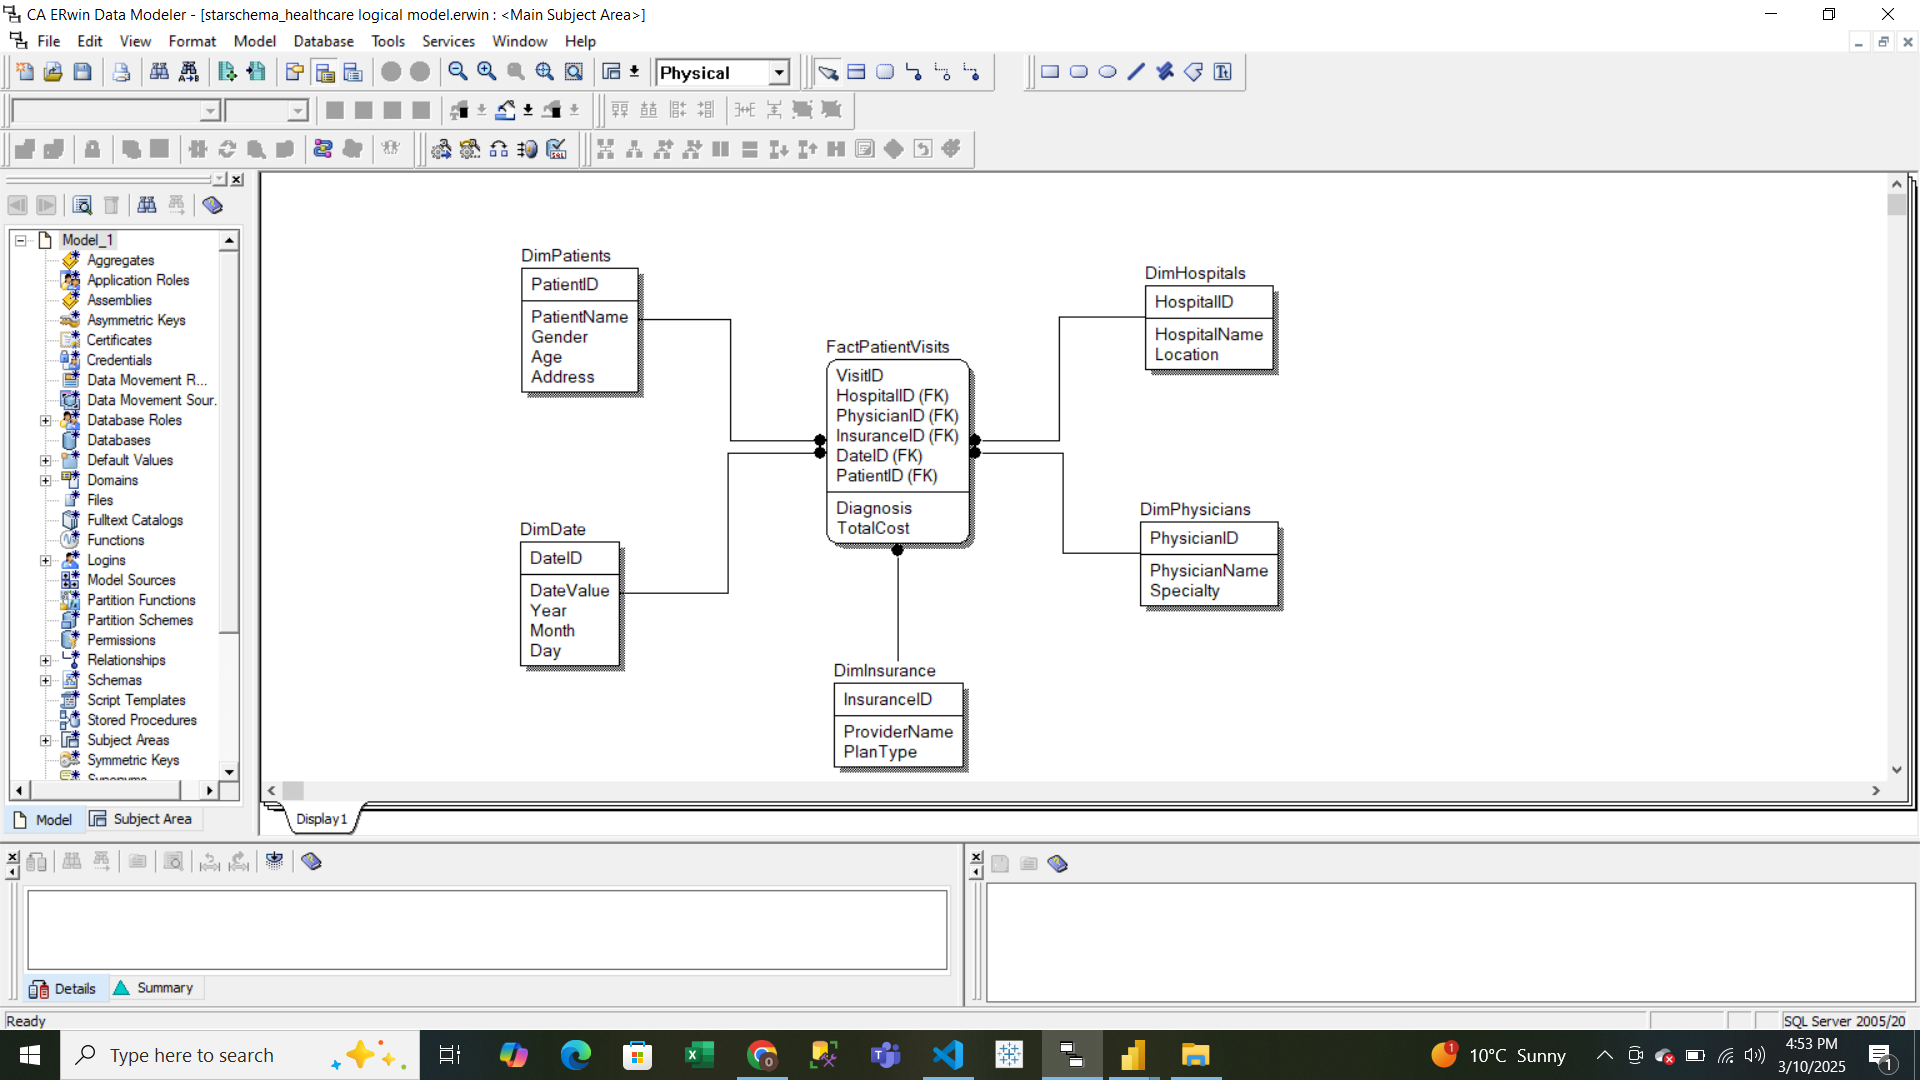 CA ERwin Data Modeler - [starschema_healthcare logical model.erwin : <Main Subject Area>]
File Edit View Format Model Database Tools Services Window Help
Physical
Model_1
Aggregates
Application Roles
Assemblies
Asymmetric Keys
Certificates
Credentials
Data Movement R...
Data Movement Sour.
Database Roles
Databases
Default Values
Domains
Files
Fulltext Catalogs
Functions
Logins
Model Sources
Partition Functions
Partition Schemes
Permissions
Relationships
Schemas
Script Templates
Stored Procedures
Subject Areas
Symmetric Keys
Synonyms
Model Subject Area
DimPatients
PatientID
PatientName
Gender
Age
Address
DimHospitals
HospitalID
HospitalName
Location
FactPatientVisits
VisitID
HospitalID (FK)
PhysicianID (FK)
InsuranceID (FK)
DateID (FK)
PatientID (FK)
Diagnosis
TotalCost
DimDate
DateID
DateValue
Year
Month
Day
DimPhysicians
PhysicianID
PhysicianName
Specialty
DimInsurance
InsuranceID
ProviderName
PlanType
Display1
Details Summary
Ready
SQL Server 2005/20
Type here to search
10°C Sunny
4:53 PM
3/10/2025